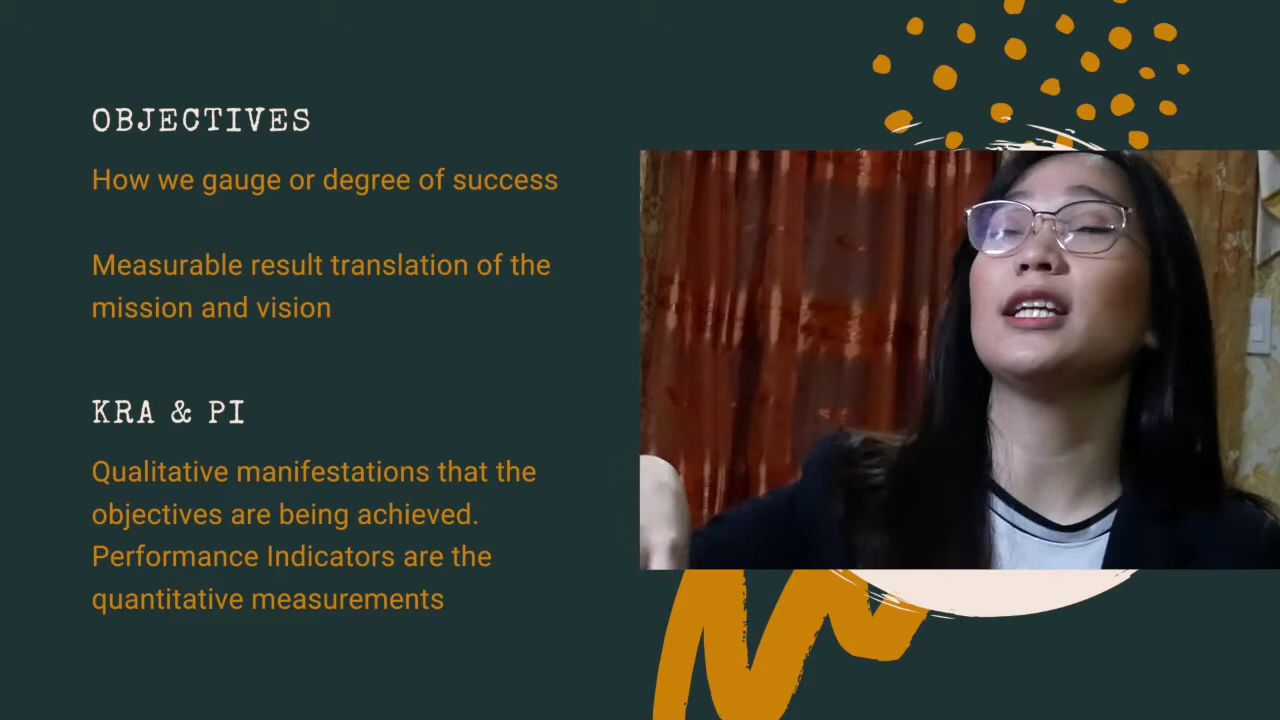 OBJECTIVES
How we gauge or degree of success
Measurable result translation of the
mission and vision
KRA & PI
Qualitative manifestations that the
objectives are being achieved.
Performance Indicators are the
quantitative measurements